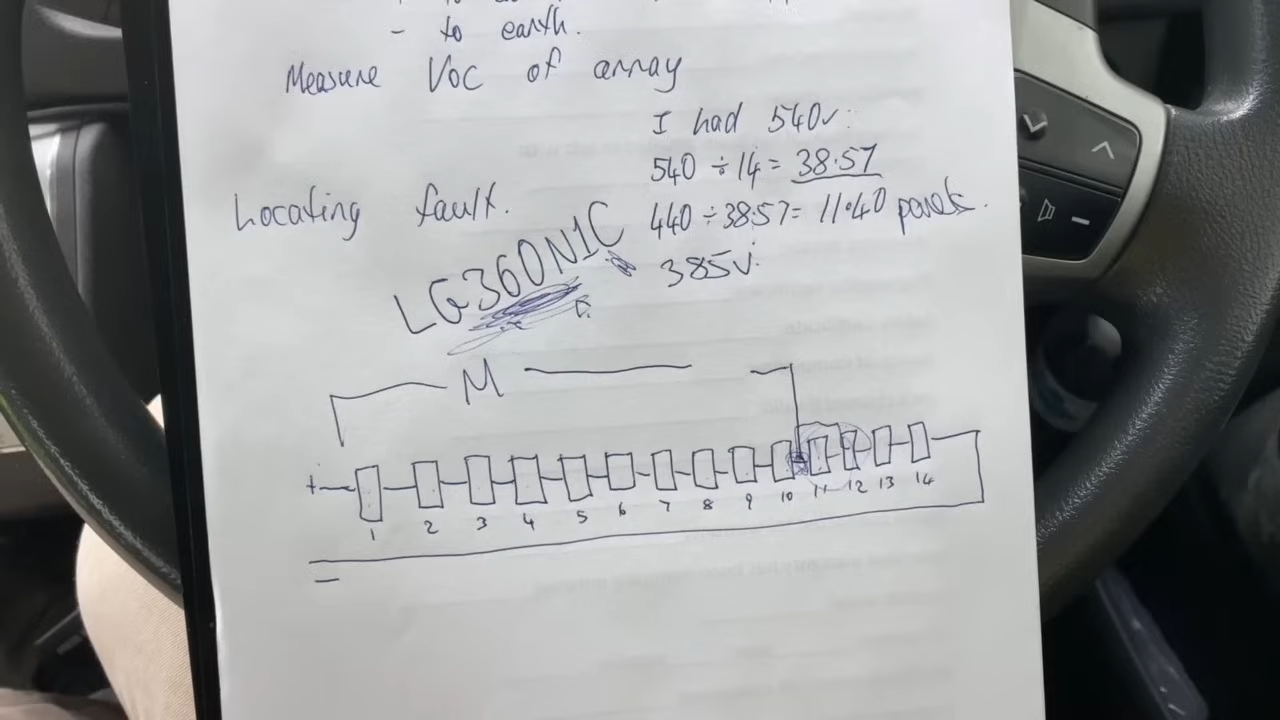 - to earth.
Measure Voc of array
I had 540v.
540 ÷ 14 = 38.57
440 ÷ 38.57 = 11.40 panels.
385v.
Locating fault.
LG360N1C
M
+
1 2 3 4 5 6 7 8 9 10 11 12 13 14
-